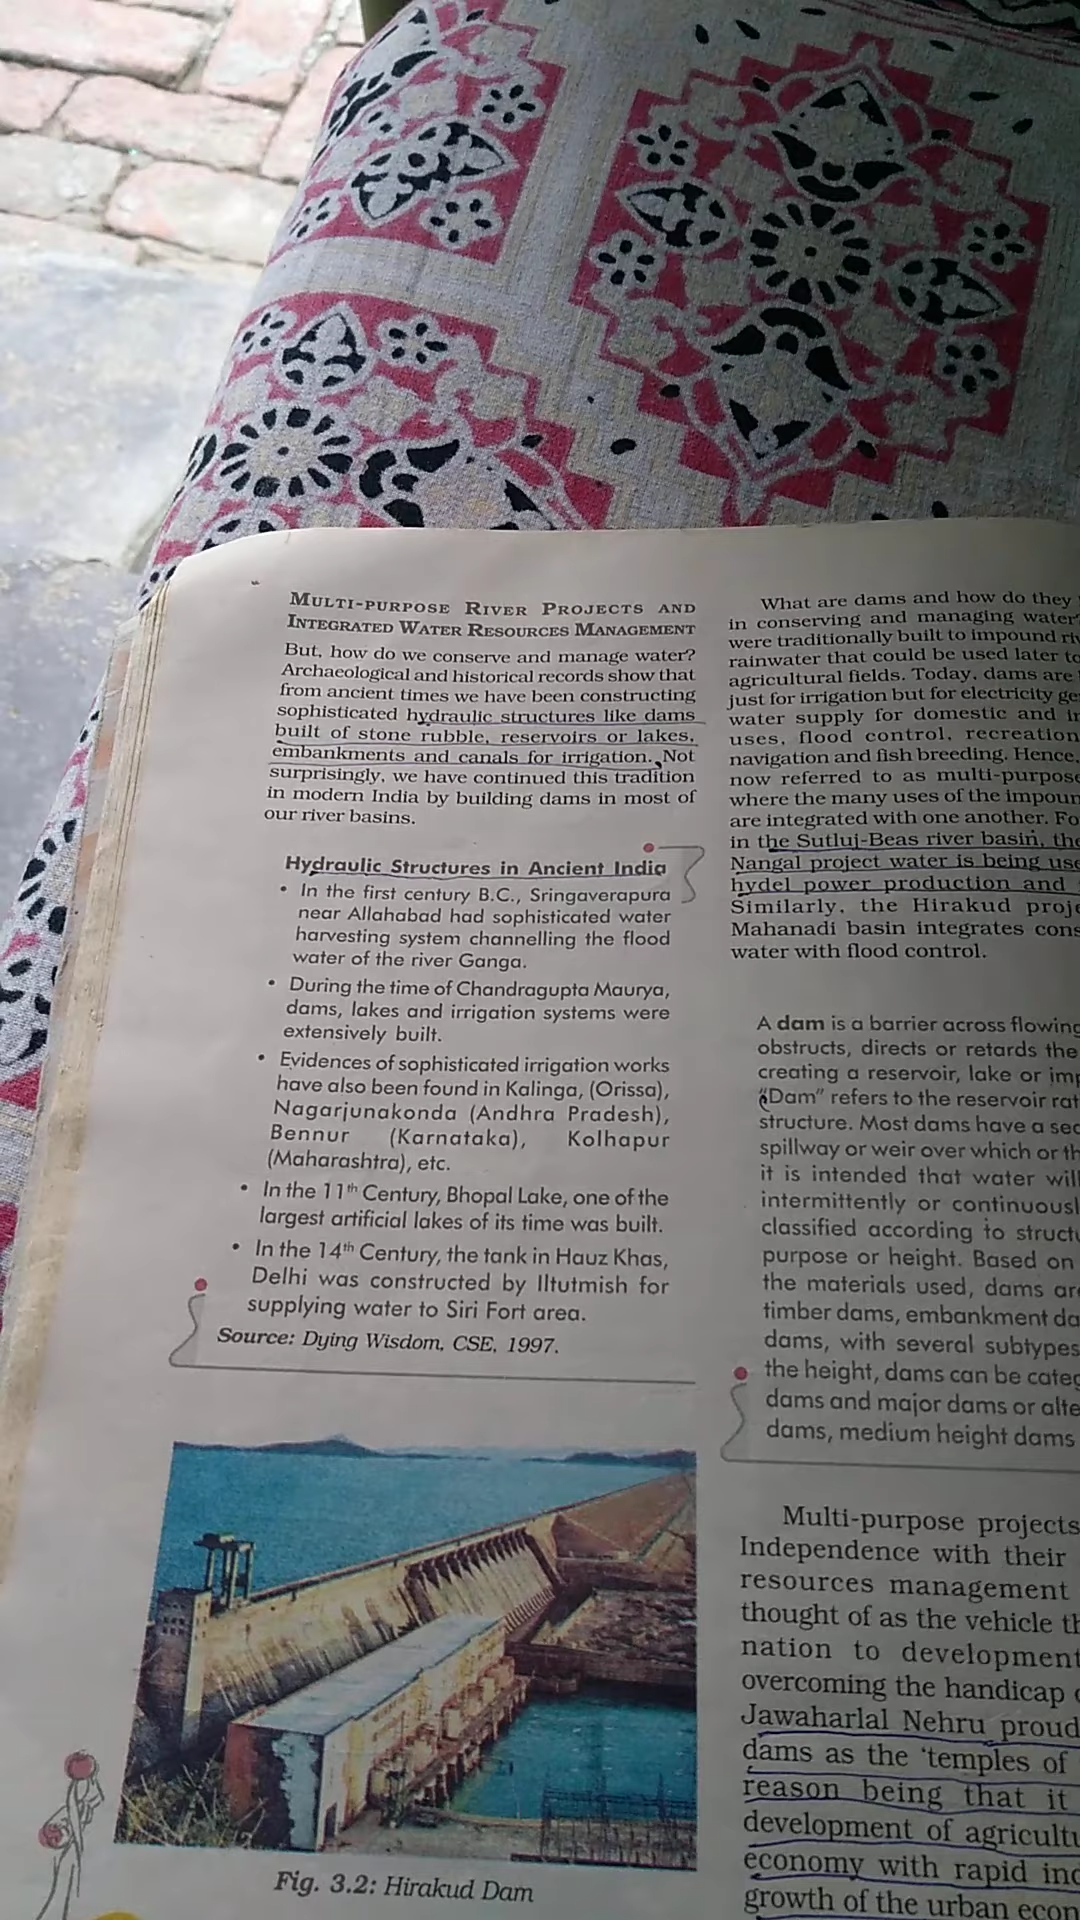 MULTI-PURPOSE RIVER PROJECTS AND
INTEGRATED WATER RESOURCES MANAGEMENT
But, how do we conserve and manage water?
Archaeological and historical records show that
from ancient times we have been constructing
sophisticated hydraulic structures like dams
built of stone rubble, reservoirs or lakes,
embankments and canals for irrigation. Not
surprisingly, we have continued this tradition
in modern India by building dams in most of
our river basins.
Hydraulic Structures in Ancient India
• In the first century B.C., Sringaverapura
near Allahabad had sophisticated water
harvesting system channelling the flood
water of the river Ganga.
• During the time of Chandragupta Maurya,
dams, lakes and irrigation systems were
extensively built.
• Evidences of sophisticated irrigation works
have also been found in Kalinga, (Orissa),
Nagarjunakonda (Andhra Pradesh),
Bennur (Karnataka), Kolhapur
(Maharashtra), etc.
• In the 11th Century, Bhopal Lake, one of the
largest artificial lakes of its time was built.
• In the 14th Century, the tank in Hauz Khas,
Delhi was constructed by Iltutmish for
supplying water to Siri Fort area.
Source: Dying Wisdom, CSE, 1997.
Fig. 3.2: Hirakud Dam
What are dams and how do they
in conserving and managing water?
were traditionally built to impound
rainwater that could be used later to
agricultural fields. Today, dams are
just for irrigation but for electricity
water supply for domestic and
uses, flood control, recreation
navigation and fish breeding. Hence,
now referred to as multi-purpose
where the many uses of the
are integrated with one another.
in the Sutluj-Beas river basin,
Nangal project water is being
hydel power production and
Similarly, the Hirakud
Mahanadi basin integrates
water with flood control.
A dam is a barrier across flowing
obstructs, directs or retards the
creating a reservoir, lake or
"Dam" refers to the reservoir
structure. Most dams have a
spillway or weir over which or
it is intended that water will
intermittently or
classified according to
purpose or height. Based on
the materials used, dams
timber dams, embankment
dams, with several subtypes
the height, dams can be
dams and major dams or
dams, medium height dams
Multi-purpose projects
Independence with their
resources management
thought of as the vehicle
nation to development
overcoming the handicap
Jawaharlal Nehru
dams as the 'temples of
reason being that it
development of
economy with rapid
growth of the urban